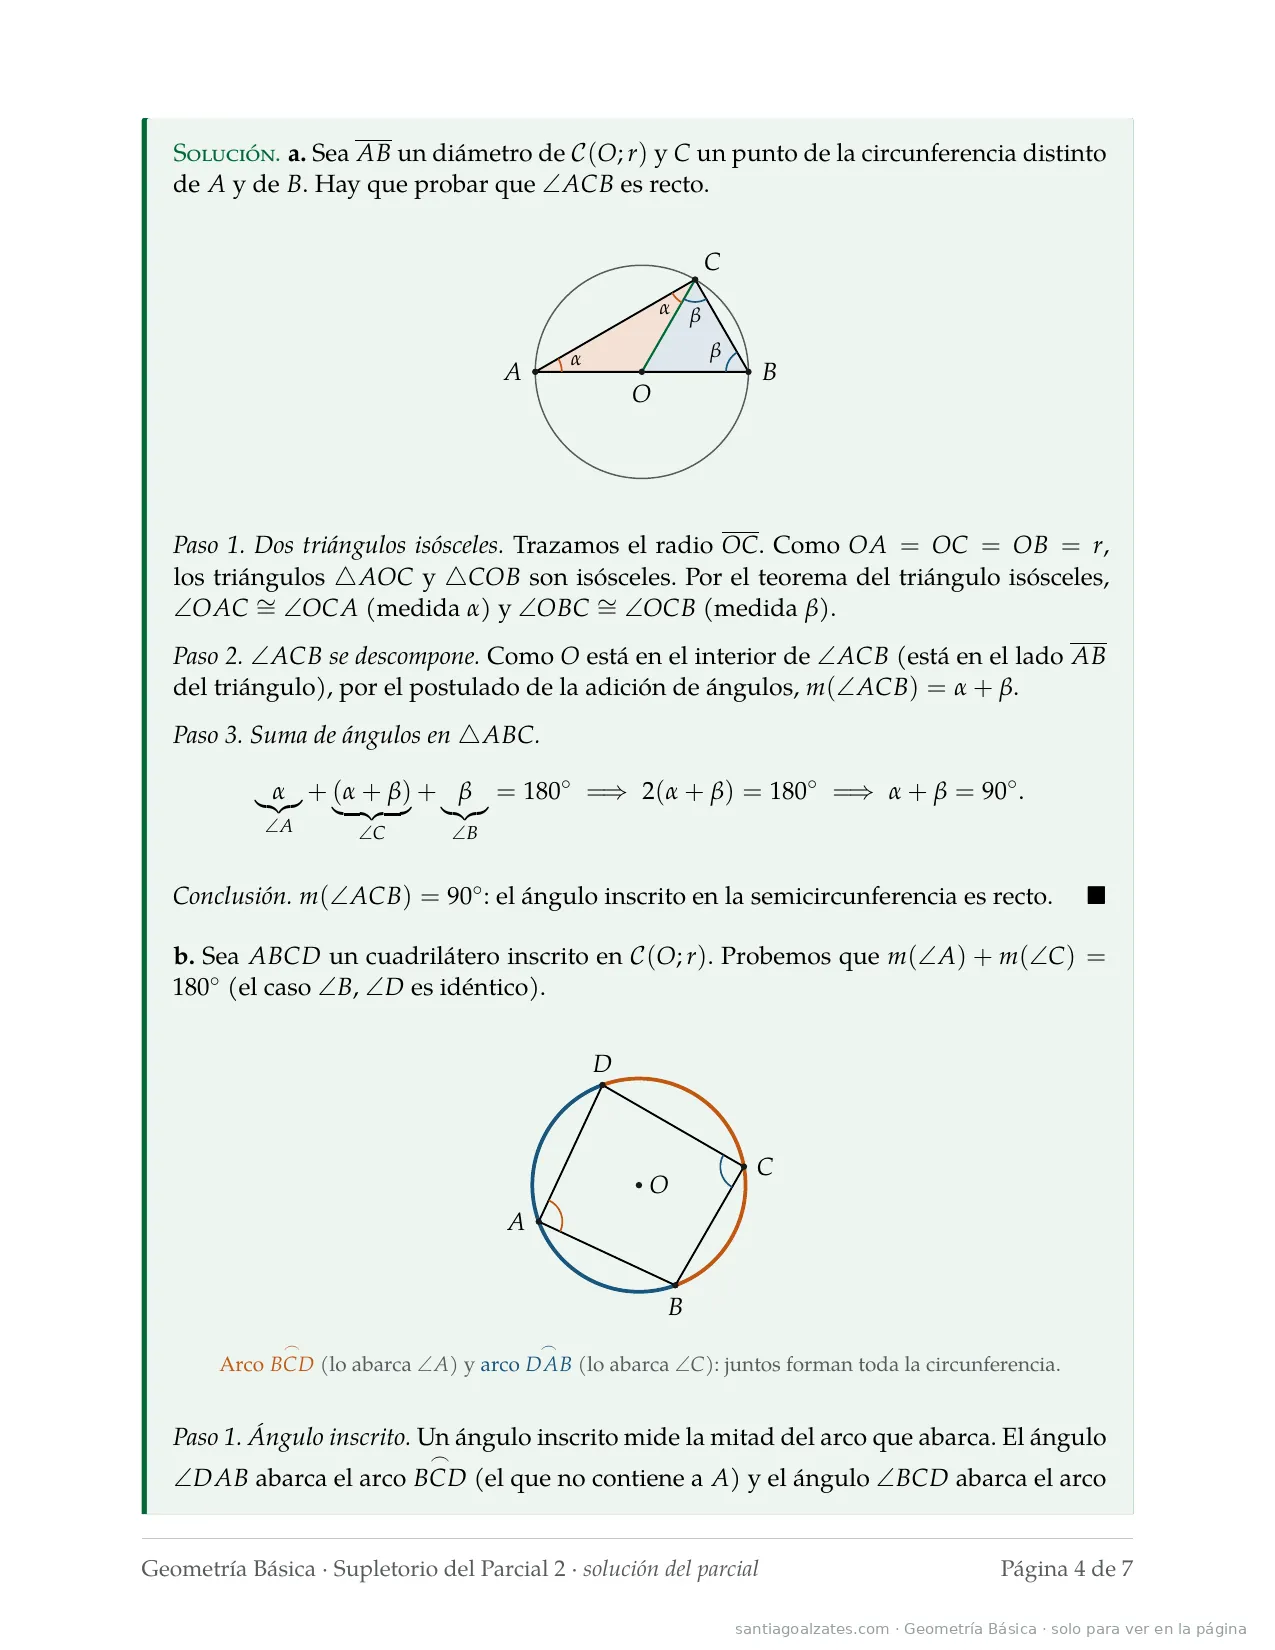 SOLUCIÓN. a. Sea AB un diámetro de C(O; r) y C un punto de la circunferencia distinto
de A y de B. Hay que probar que ∠ACB es recto.
C
α
β
β
α
A
B
O
Paso 1. Dos triángulos isósceles. Trazamos el radio OC. Como OA = OC = OB = r,
los triángulos △AOC y △COB son isósceles. Por el teorema del triángulo isósceles,
∠OAC ≅ ∠OCA (medida α) y ∠OBC ≅ ∠OCB (medida β).
Paso 2. ∠ACB se descompone. Como O está en el interior de ∠ACB (está en el lado AB
del triángulo), por el postulado de la adición de ángulos, m(∠ACB) = α + β.
Paso 3. Suma de ángulos en △ABC.
α + (α + β) + β = 180° ⟹ 2(α + β) = 180° ⟹ α + β = 90°.
∠A ∠C ∠B
Conclusión. m(∠ACB) = 90°: el ángulo inscrito en la semicircunferencia es recto. ■
b. Sea ABCD un cuadrilátero inscrito en C(O; r). Probemos que m(∠A) + m(∠C) =
180° (el caso ∠B, ∠D es idéntico).
D
C
O
A
B
Arco BCD (lo abarca ∠A) y arco DAB (lo abarca ∠C): juntos forman toda la circunferencia.
Paso 1. Ángulo inscrito. Un ángulo inscrito mide la mitad del arco que abarca. El ángulo
∠DAB abarca el arco BCD (el que no contiene a A) y el ángulo ∠BCD abarca el arco
Geometría Básica · Supletorio del Parcial 2 · solución del parcial Página 4 de 7
santiagoalzates.com · Geometría Básica · solo para ver en la página